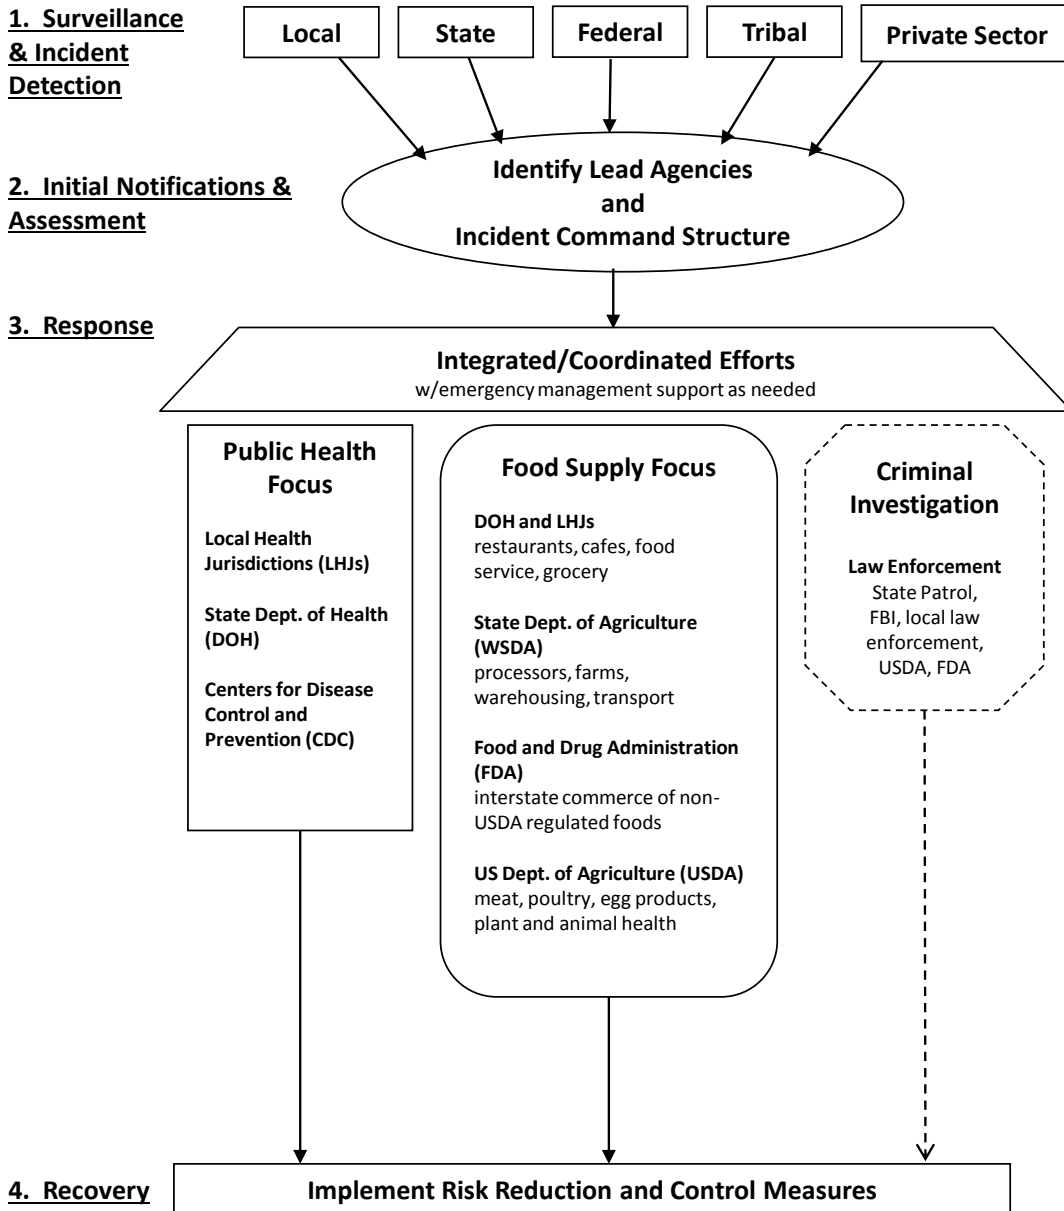 1. Surveillance
& Incident
Detection
Local
State
Federal
Tribal
Private Sector
2. Initial Notifications &
Assessment
Identify Lead Agencies
and
Incident Command Structure
3. Response
Integrated/Coordinated Efforts
w/emergency management support as needed
Public Health
Focus
Local Health
Jurisdictions (LHJs)
State Dept. of Health
(DOH)
Centers for Disease
Control and
Prevention (CDC)
Food Supply Focus
DOH and LHJs
restaurants, cafes, food
service, grocery
State Dept. of Agriculture
(WSDA)
processors, farms,
warehousing, transport
Food and Drug Administration
(FDA)
interstate commerce of non-
USDA regulated foods
US Dept. of Agriculture (USDA)
meat, poultry, egg products,
plant and animal health
Criminal
Investigation
Law Enforcement
State Patrol,
FBI, local law
enforcement,
USDA, FDA
4. Recovery
Implement Risk Reduction and Control Measures